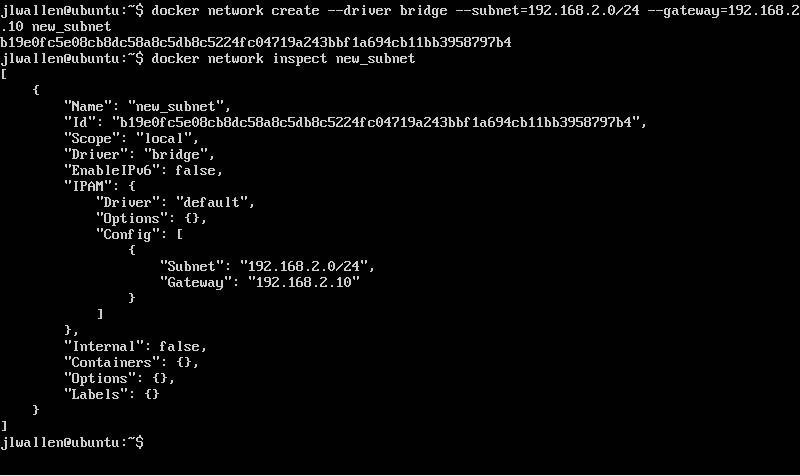 jlwallen@ubuntu:~$ docker network create --driver bridge --subnet=192.168.2.0/24 --gateway=192.168.2
.10 new_subnet
b19e0fc5e08cb8dc58a8c5db8c5224fc04719a243bbf1a694cb11bb3958797b4
jlwallen@ubuntu:~$ docker network inspect new_subnet
[
    {
        "Name": "new_subnet",
        "Id": "b19e0fc5e08cb8dc58a8c5db8c5224fc04719a243bbf1a694cb11bb3958797b4",
        "Scope": "local",
        "Driver": "bridge",
        "EnableIPv6": false,
        "IPAM": {
            "Driver": "default",
            "Options": {},
            "Config": [
                {
                    "Subnet": "192.168.2.0/24",
                    "Gateway": "192.168.2.10"
                }
            ]
        },
        "Internal": false,
        "Containers": {},
        "Options": {},
        "Labels": {}
    }
]
jlwallen@ubuntu:~$